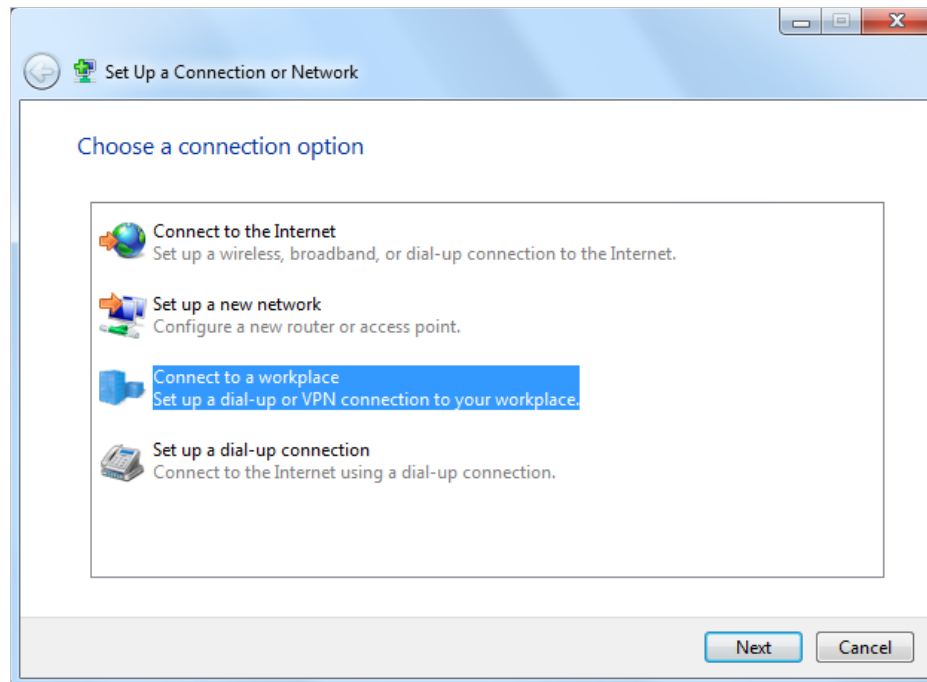 Set Up a Connection or Network
Choose a connection option
Connect to the Internet
Set up a wireless, broadband, or dial-up connection to the Internet.
Set up a new network
Configure a new router or access point.
Connect to a workplace
Set up a dial-up or VPN connection to your workplace.
Set up a dial-up connection
Connect to the Internet using a dial-up connection.
Next
Cancel